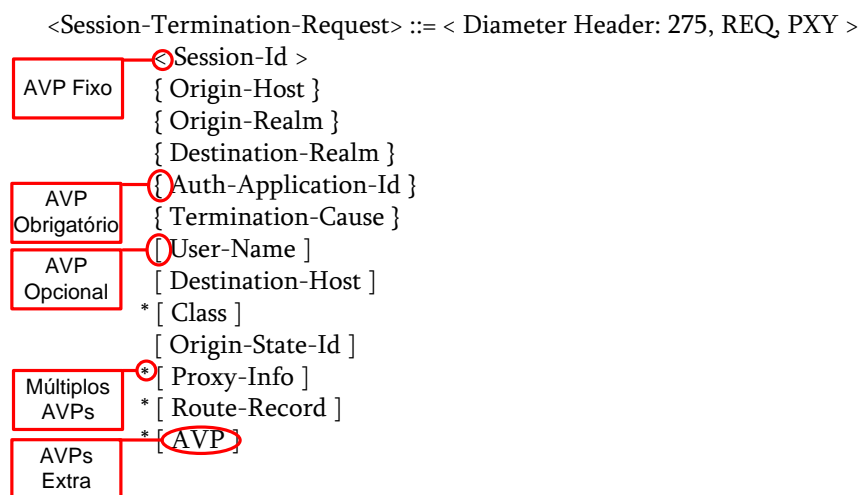 <Session-Termination-Request> ::= < Diameter Header: 275, REQ, PXY >
< Session-Id >
AVP Fixo
{ Origin-Host }
{ Origin-Realm }
{ Destination-Realm }
{ Auth-Application-Id }
AVP
Obrigatório
{ Termination-Cause }
[ User-Name ]
AVP
Opcional
[ Destination-Host ]
* [ Class ]
[ Origin-State-Id ]
* [ Proxy-Info ]
Múltiplos
AVPs
* [ Route-Record ]
* [ AVP ]
AVPs
Extra